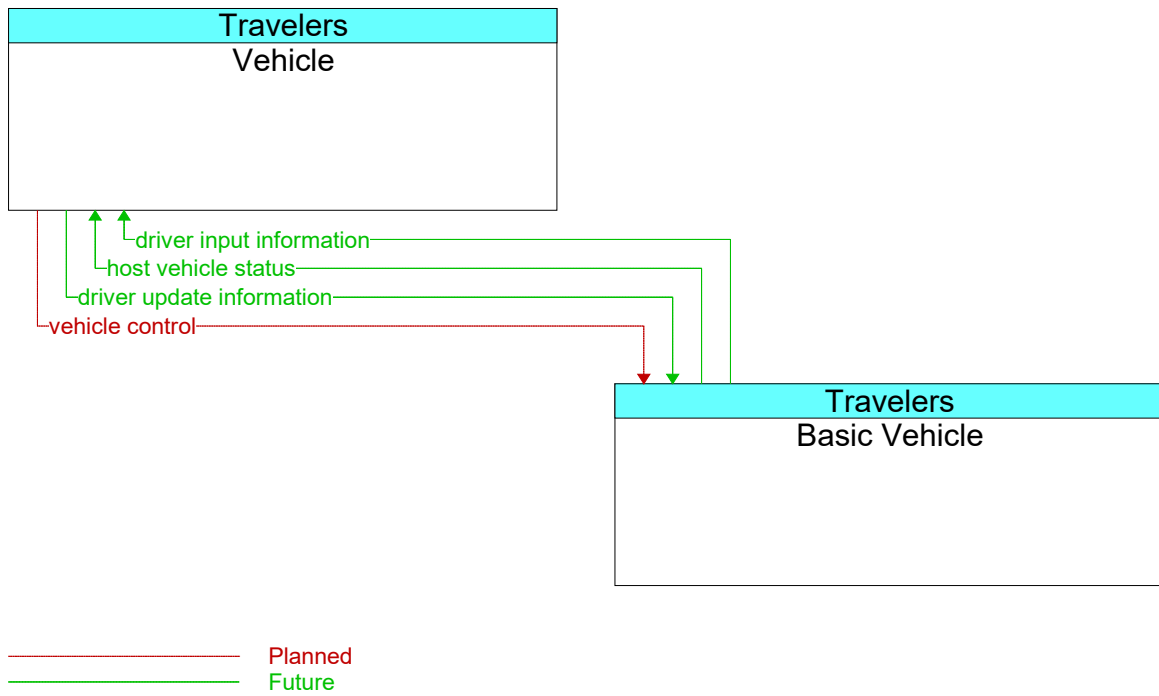 Travelers
Vehicle
driver input information
host vehicle status
driver update information
vehicle control
Travelers
Basic Vehicle
Planned
Future